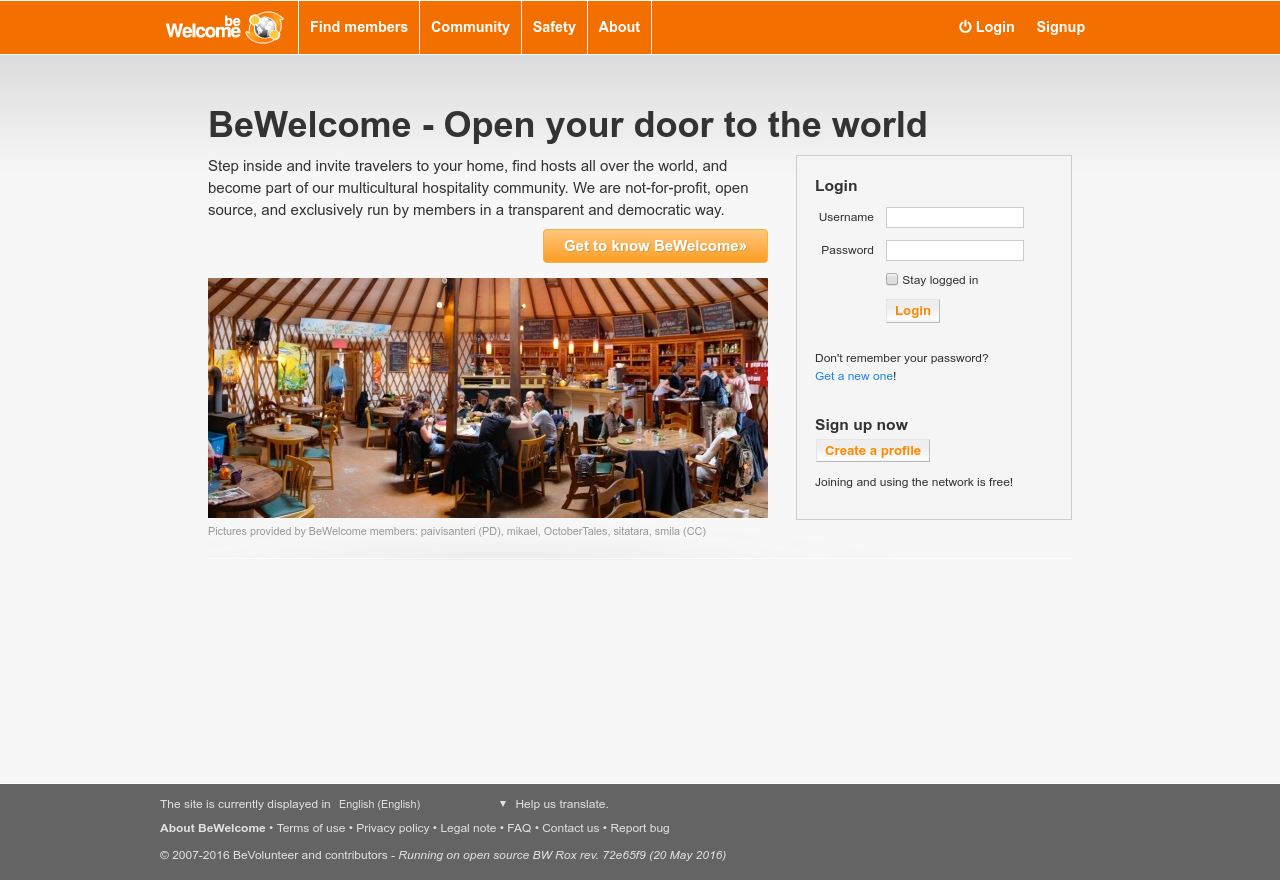 be
Welcome
Find members
Community
Safety
About
Login
Signup
BeWelcome - Open your door to the world
Step inside and invite travelers to your home, find hosts all over the world, and
become part of our multicultural hospitality community. We are not-for-profit, open
source, and exclusively run by members in a transparent and democratic way.
Get to know BeWelcome»
Pictures provided by BeWelcome members: paivisanteri (PD), mikael, OctoberTales, sitatara, smila (CC)
Login
Username
Password
Stay logged in
Login
Don't remember your password?
Get a new one!
Sign up now
Create a profile
Joining and using the network is free!
The site is currently displayed in English (English) ▼ Help us translate.
About BeWelcome • Terms of use • Privacy policy • Legal note • FAQ • Contact us • Report bug
© 2007-2016 BeVolunteer and contributors - Running on open source BW Rox rev. 72e65f9 (20 May 2016)